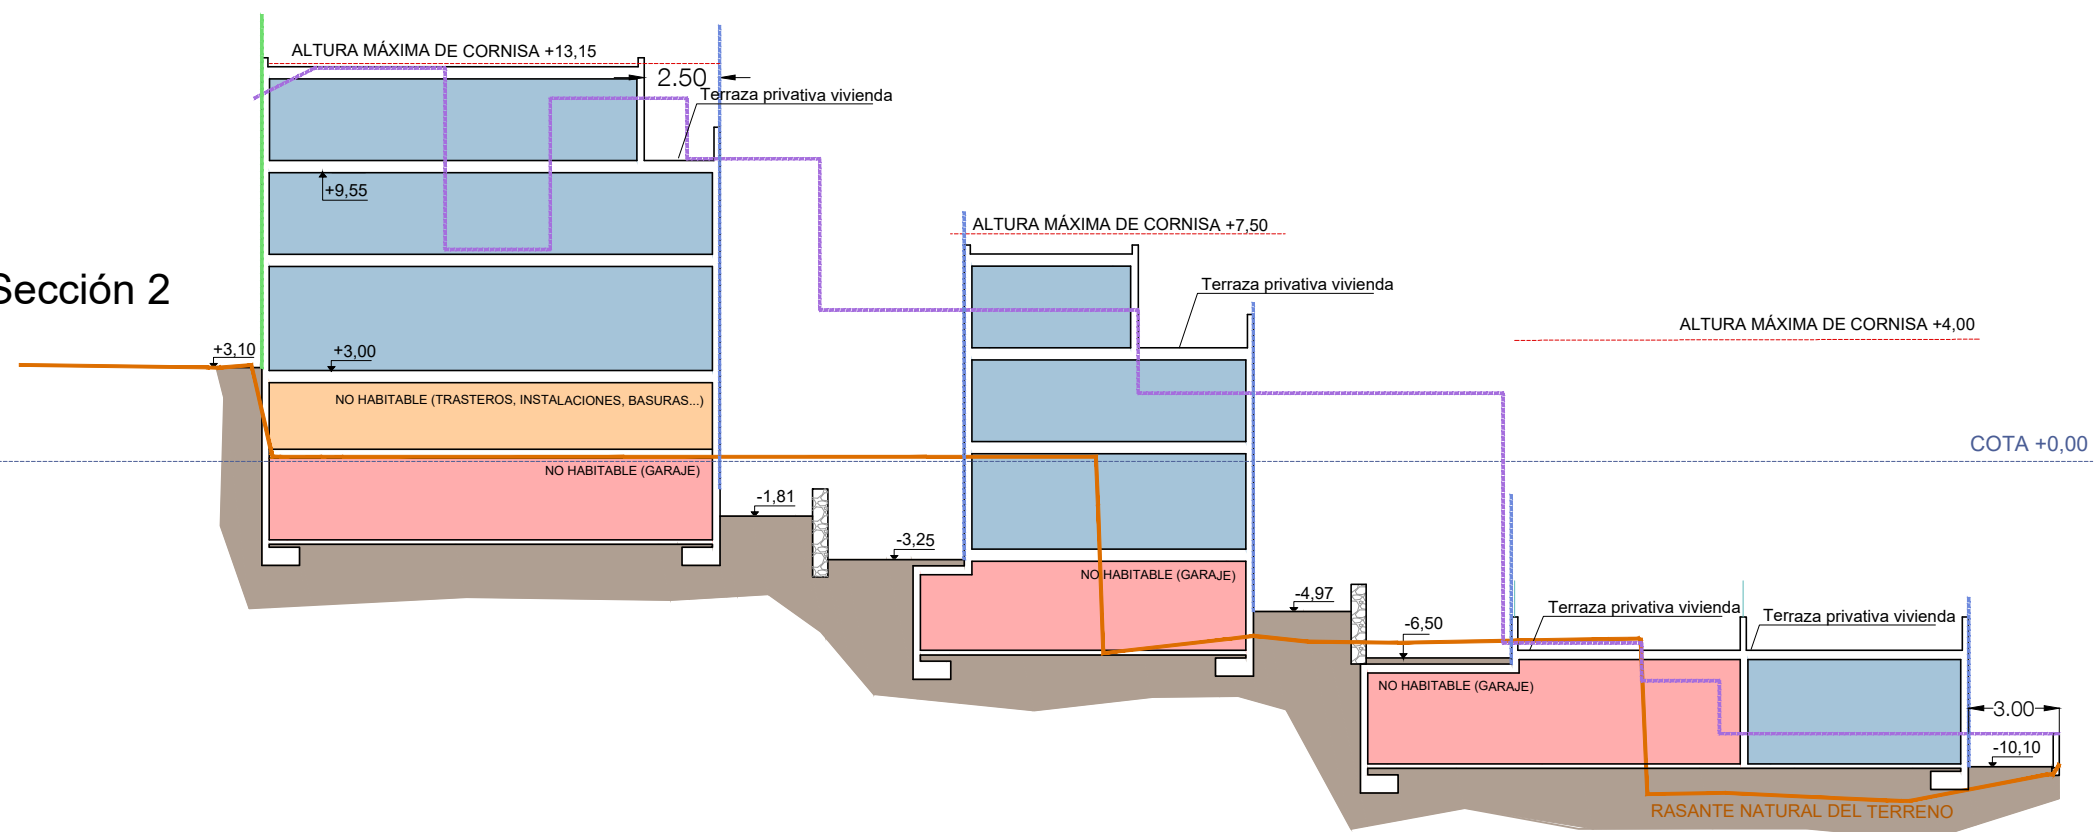 ALTURA MÁXIMA DE CORNISA +13,15
2.50
Terraza privativa vivienda
+9,55
ALTURA MÁXIMA DE CORNISA +7,50
Sección 2
Terraza privativa vivienda
ALTURA MÁXIMA DE CORNISA +4,00
+3,10
+3,00
NO HABITABLE (TRASTEROS, INSTALACIONES, BASURAS...)
COTA +0,00
NO HABITABLE (GARAJE)
-1,81
-3,25
NO HABITABLE (GARAJE)
-4,97
Terraza privativa vivienda
Terraza privativa vivienda
-6,50
NO HABITABLE (GARAJE)
3.00
-10,10
RASANTE NATURAL DEL TERRENO